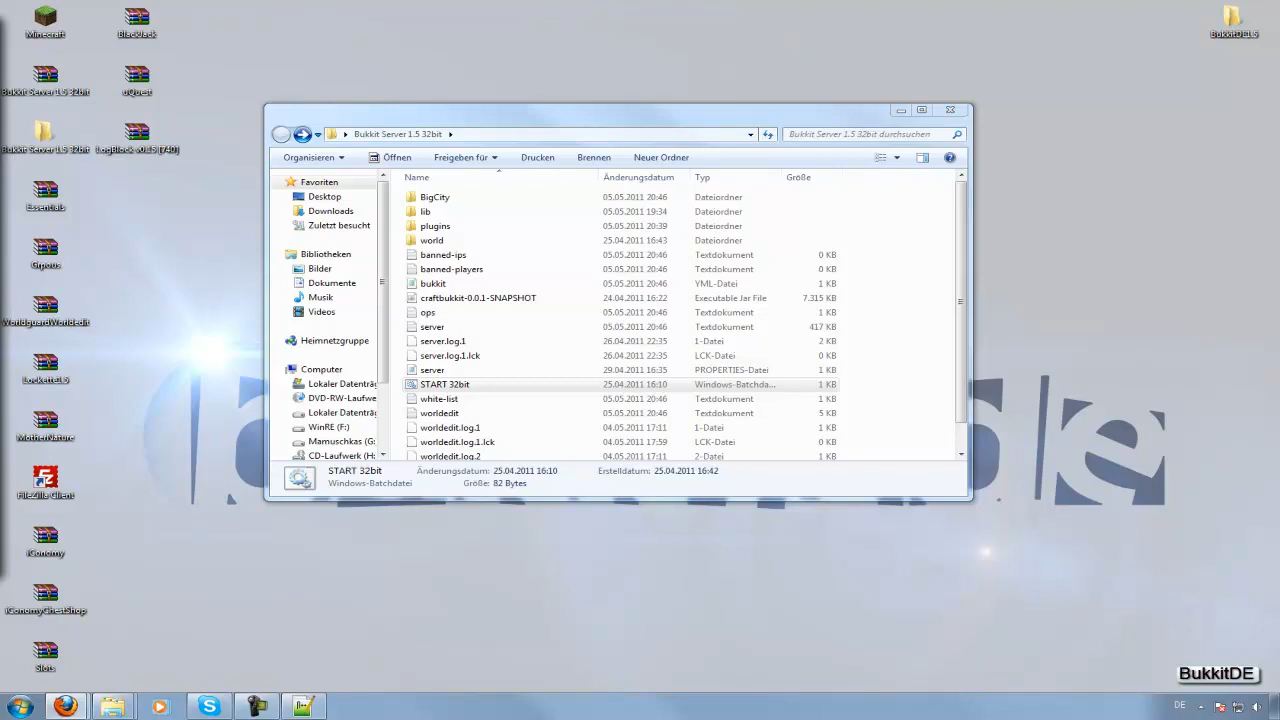 Minecraft
BlackJack
BukkitDE1.5
Bukkit Server 1.5 32bit
uQuest
Bukkit Server 1.5 32bit
LogBlock v0.15 [740]
Essentials
Grpous
WorldguardWorldedit
Lockette1.5
MotherNature
FileZilla Client
iConomy
iConomyChestShop
Slots
Bukkit Server 1.5 32bit
Bukkit Server 1.5 32bit durchsuchen
Organisieren Öffnen Freigeben für Drucken Brennen Neuer Ordner
Name Änderungsdatum Typ Größe
Favoriten
Desktop
Downloads
Zuletzt besucht
Bibliotheken
Bilder
Dokumente
Musik
Videos
Heimnetzgruppe
Computer
Lokaler Datenträg
DVD-RW-Laufwe
Lokaler Datenträ
WinRE (F:)
Mamuschkas (G:
CD-Laufwerk (H:
BigCity 05.05.2011 20:46 Dateiordner
lib 05.05.2011 19:34 Dateiordner
plugins 05.05.2011 20:39 Dateiordner
world 25.04.2011 16:43 Dateiordner
banned-ips 05.05.2011 20:46 Textdokument 0 KB
banned-players 05.05.2011 20:46 Textdokument 0 KB
bukkit 05.05.2011 20:46 YML-Datei 1 KB
craftbukkit-0.0.1-SNAPSHOT 24.04.2011 16:22 Executable Jar File 7.315 KB
ops 05.05.2011 20:46 Textdokument 1 KB
server 05.05.2011 20:46 Textdokument 417 KB
server.log.1 26.04.2011 22:35 1-Datei 2 KB
server.log.1.lck 26.04.2011 22:35 LCK-Datei 0 KB
server 29.04.2011 16:35 PROPERTIES-Datei 1 KB
START 32bit 25.04.2011 16:10 Windows-Batchda... 1 KB
white-list 05.05.2011 20:46 Textdokument 1 KB
worldedit 05.05.2011 20:46 Textdokument 5 KB
worldedit.log.1 04.05.2011 17:11 1-Datei 1 KB
worldedit.log.1.lck 04.05.2011 17:59 LCK-Datei 0 KB
worldedit.log.2 04.05.2011 17:11 2-Datei 1 KB
START 32bit Änderungsdatum: 25.04.2011 16:10 Erstelldatum: 25.04.2011 16:42
Windows-Batchdatei Größe: 82 Bytes
BukkitDE
DE